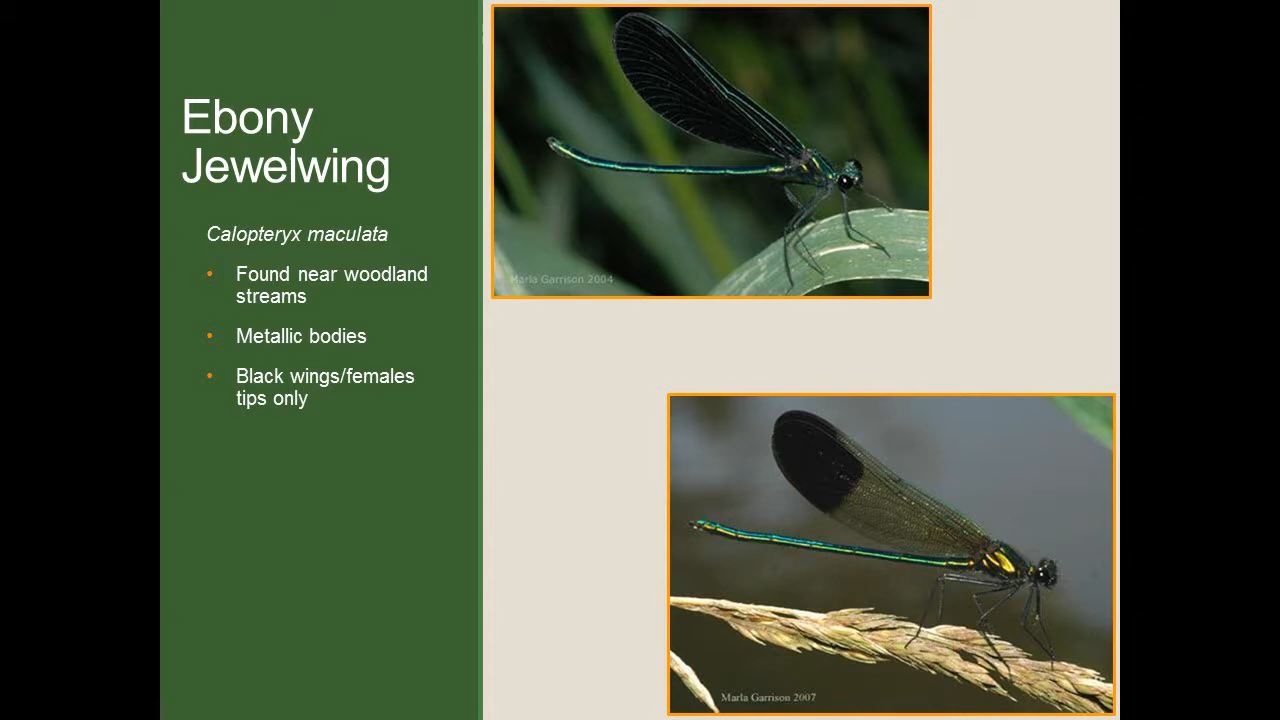 Ebony
Jewelwing
Calopteryx maculata
• Found near woodland
streams
• Metallic bodies
• Black wings/females
tips only
Marla Garrison 2004
Marla Garrison 2007